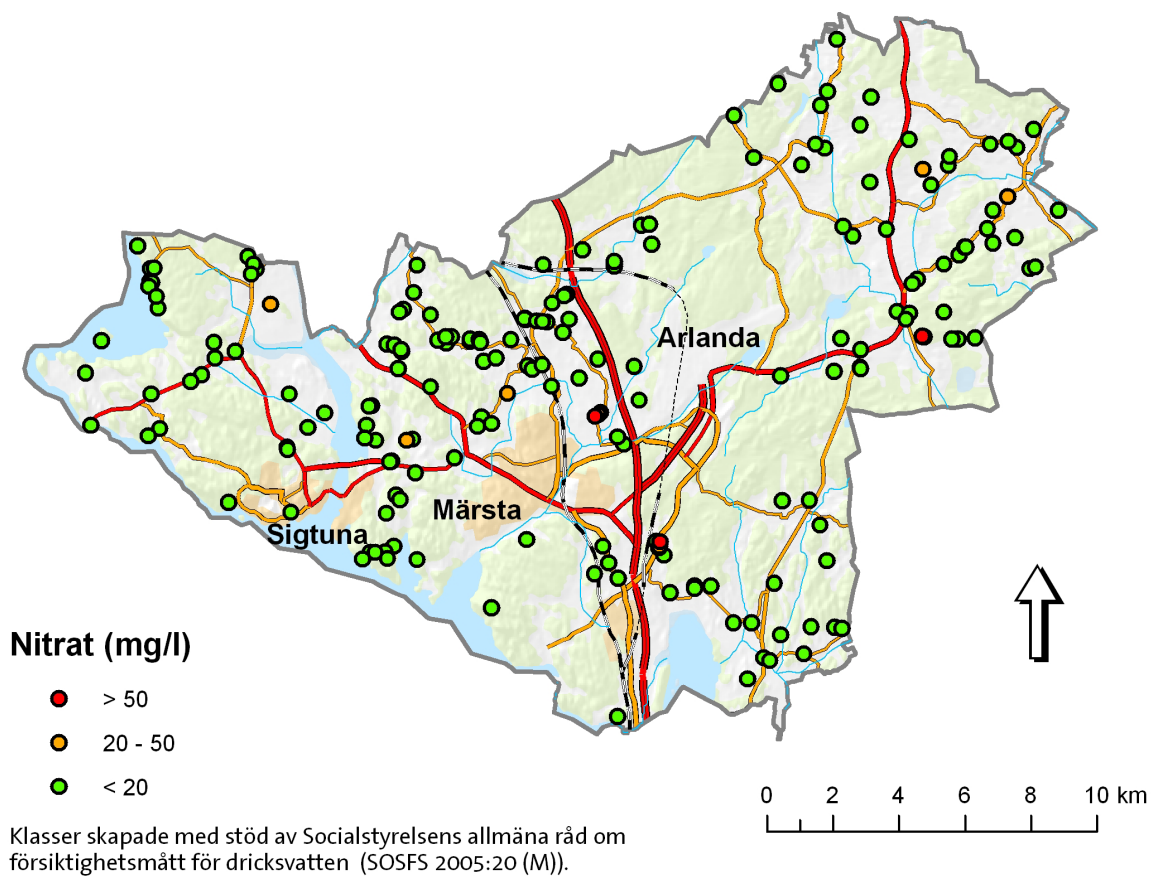 Arlanda
Märsta
Sigtuna
Nitrat (mg/l)
> 50
20 - 50
< 20
0 2 4 6 8 10 km
Klasser skapade med stöd av Socialstyrelsens allmäna råd om
försiktighetsmått för dricksvatten (SOSFS 2005:20 (M)).